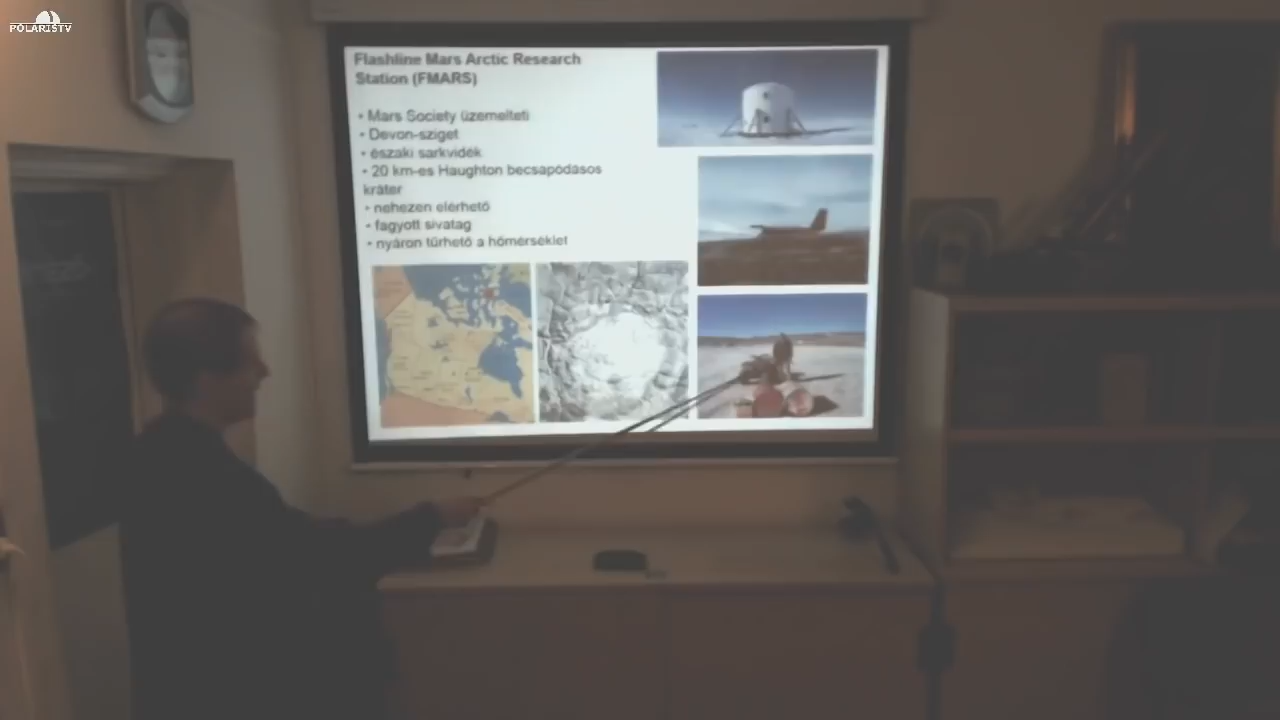 POLARISTV
Flashline Mars Arctic Research
Station (FMARS)
• Mars Society üzemelteti
• Devon-sziget
• északi sarkvidék
• 20 km-es Haughton becsapódásos
kráter
• nehezen elérhető
• fagyott sivatag
• nyáron tűrhető a hőmérséklet